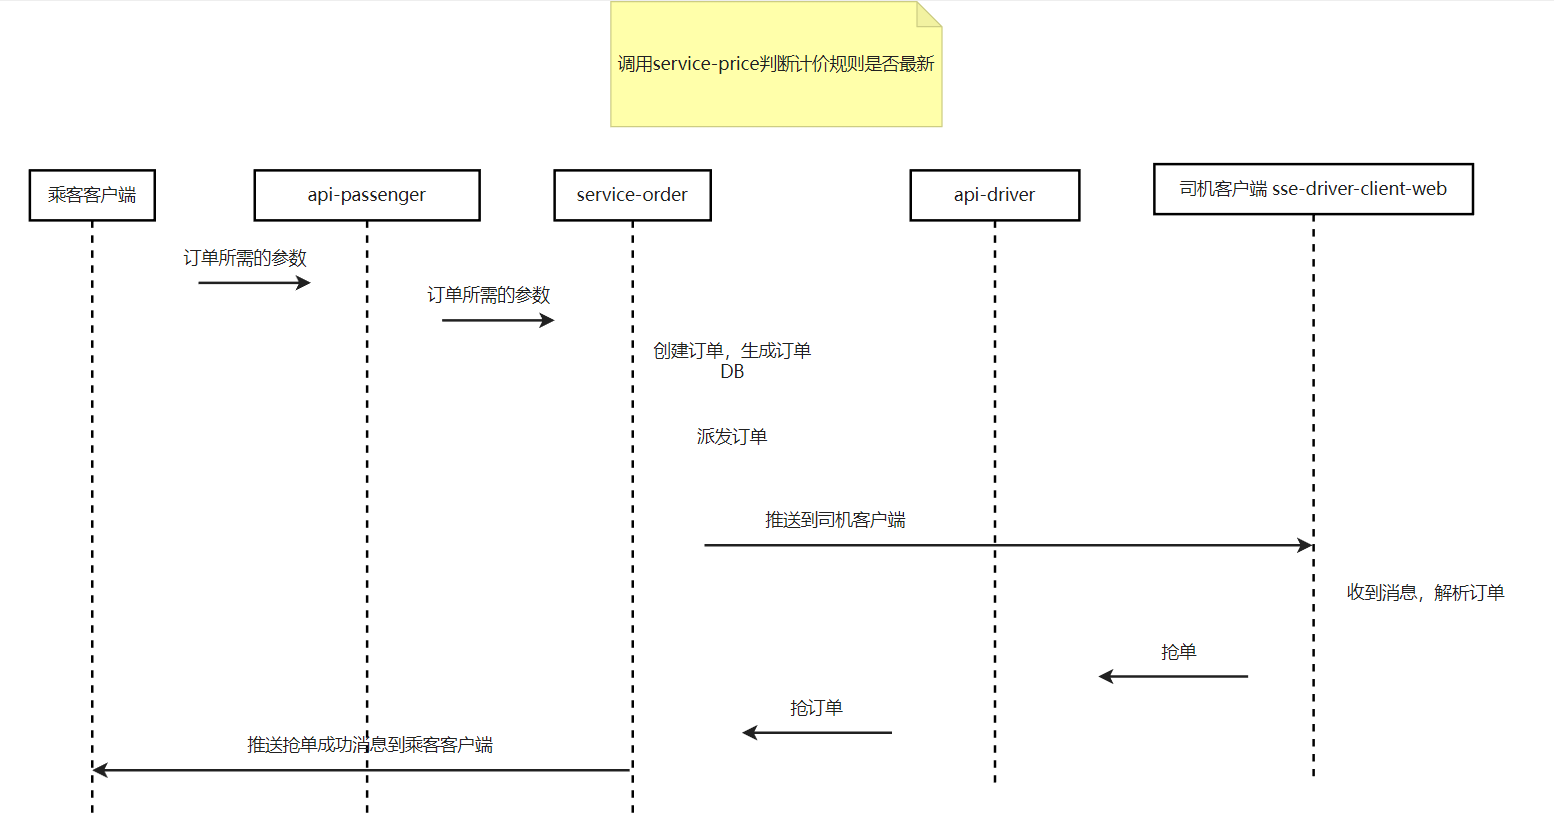 调用service-price判断计价规则是否最新
乘客客户端
api-passenger
service-order
api-driver
司机客户端 sse-driver-client-web
订单所需的参数
订单所需的参数
创建订单，生成订单
DB
派发订单
推送到司机客户端
收到消息，解析订单
抢单
抢订单
推送抢单成功消息到乘客客户端